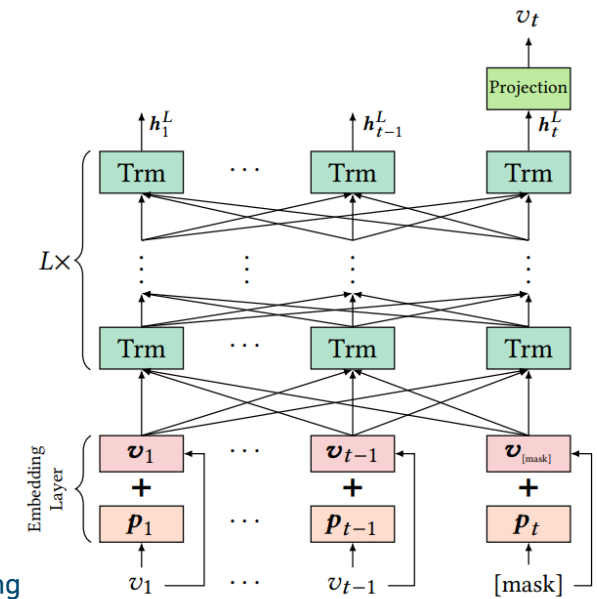 v_t
Projection
h_1^L h_{t-1}^L h_t^L
Trm ... Trm Trm
L×
Trm ... Trm Trm
Embedding Layer
v_1 ... v_{t-1} v_[mask]
+ + +
p_1 ... p_{t-1} p_t
v_1 ... v_{t-1} [mask]
ng